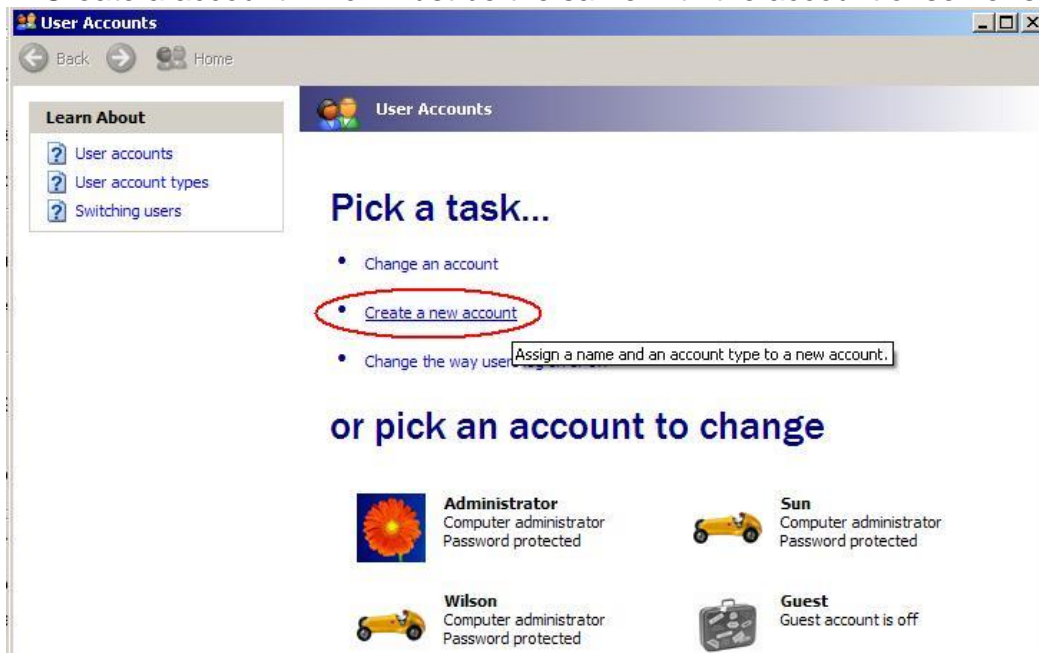 User Accounts
Back Home
Learn About
User accounts
User account types
Switching users
User Accounts
Pick a task...
Change an account
Create a new account
Assign a name and an account type to a new account.
Change the way users
or pick an account to change
Administrator
Computer administrator
Password protected
Sun
Computer administrator
Password protected
Wilson
Computer administrator
Password protected
Guest
Guest account is off